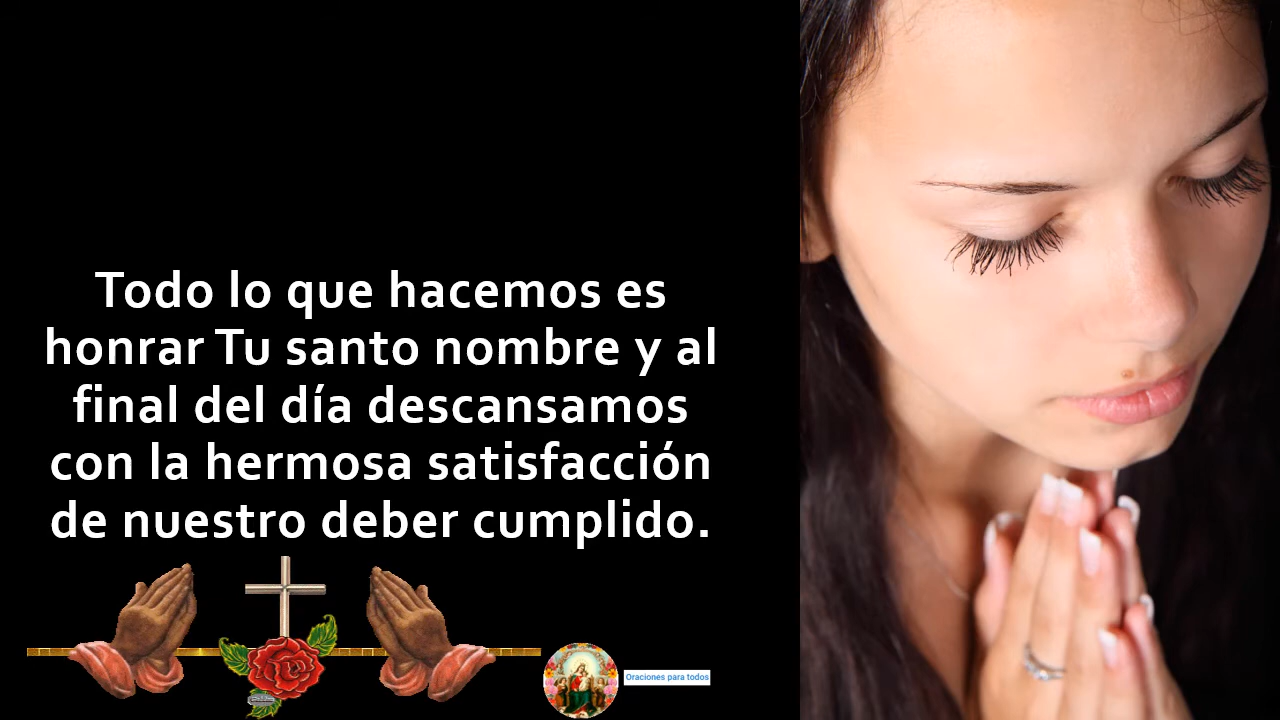 Todo lo que hacemos es
honrar Tu santo nombre y al
final del día descansamos
con la hermosa satisfacción
de nuestro deber cumplido.
Oraciones para todos